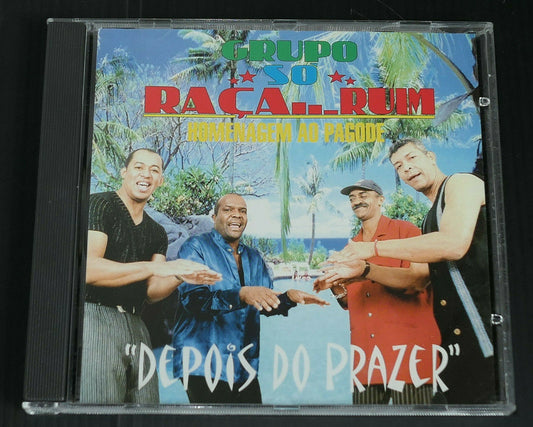 GRUPO
SÓ
RAÇA...RUIM
HOMENAGEM AO PAGODE
"DEPOIS DO PRAZER"